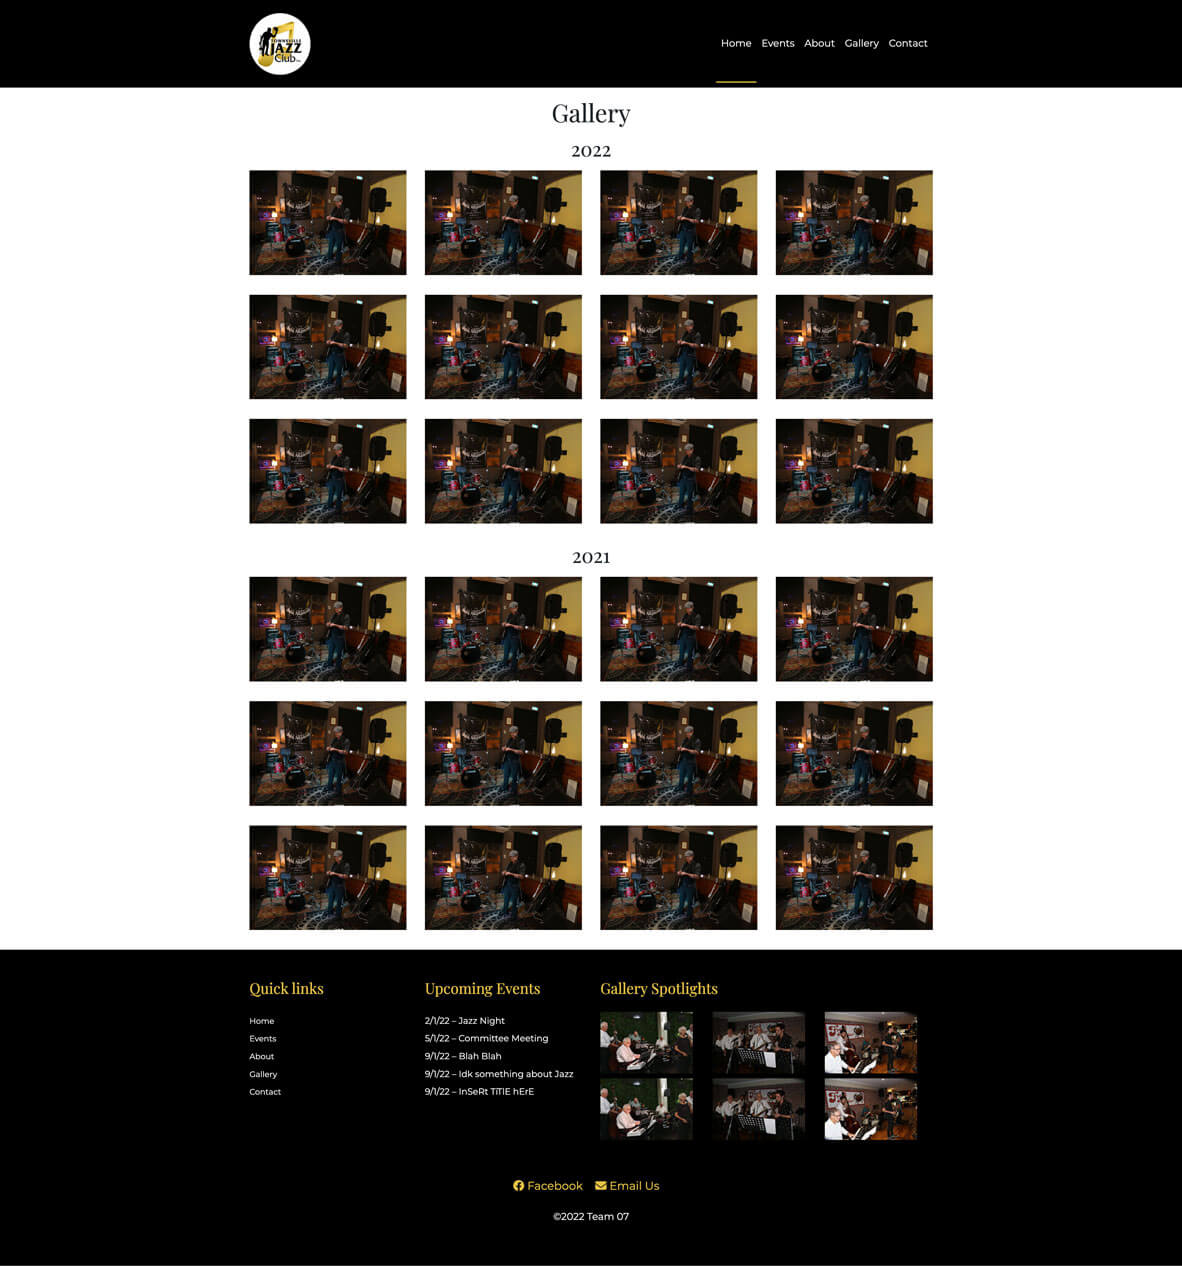 TOWNSVILLE
JAZZ
Club
Home Events About Gallery Contact
Gallery
2022
2021
Quick links
Home
Events
About
Gallery
Contact
Upcoming Events
2/1/22 – Jazz Night
5/1/22 – Committee Meeting
9/1/22 – Blah Blah
9/1/22 – Idk something about Jazz
9/1/22 – InSeRt TiTlE hErE
Gallery Spotlights
Facebook Email Us
©2022 Team 07